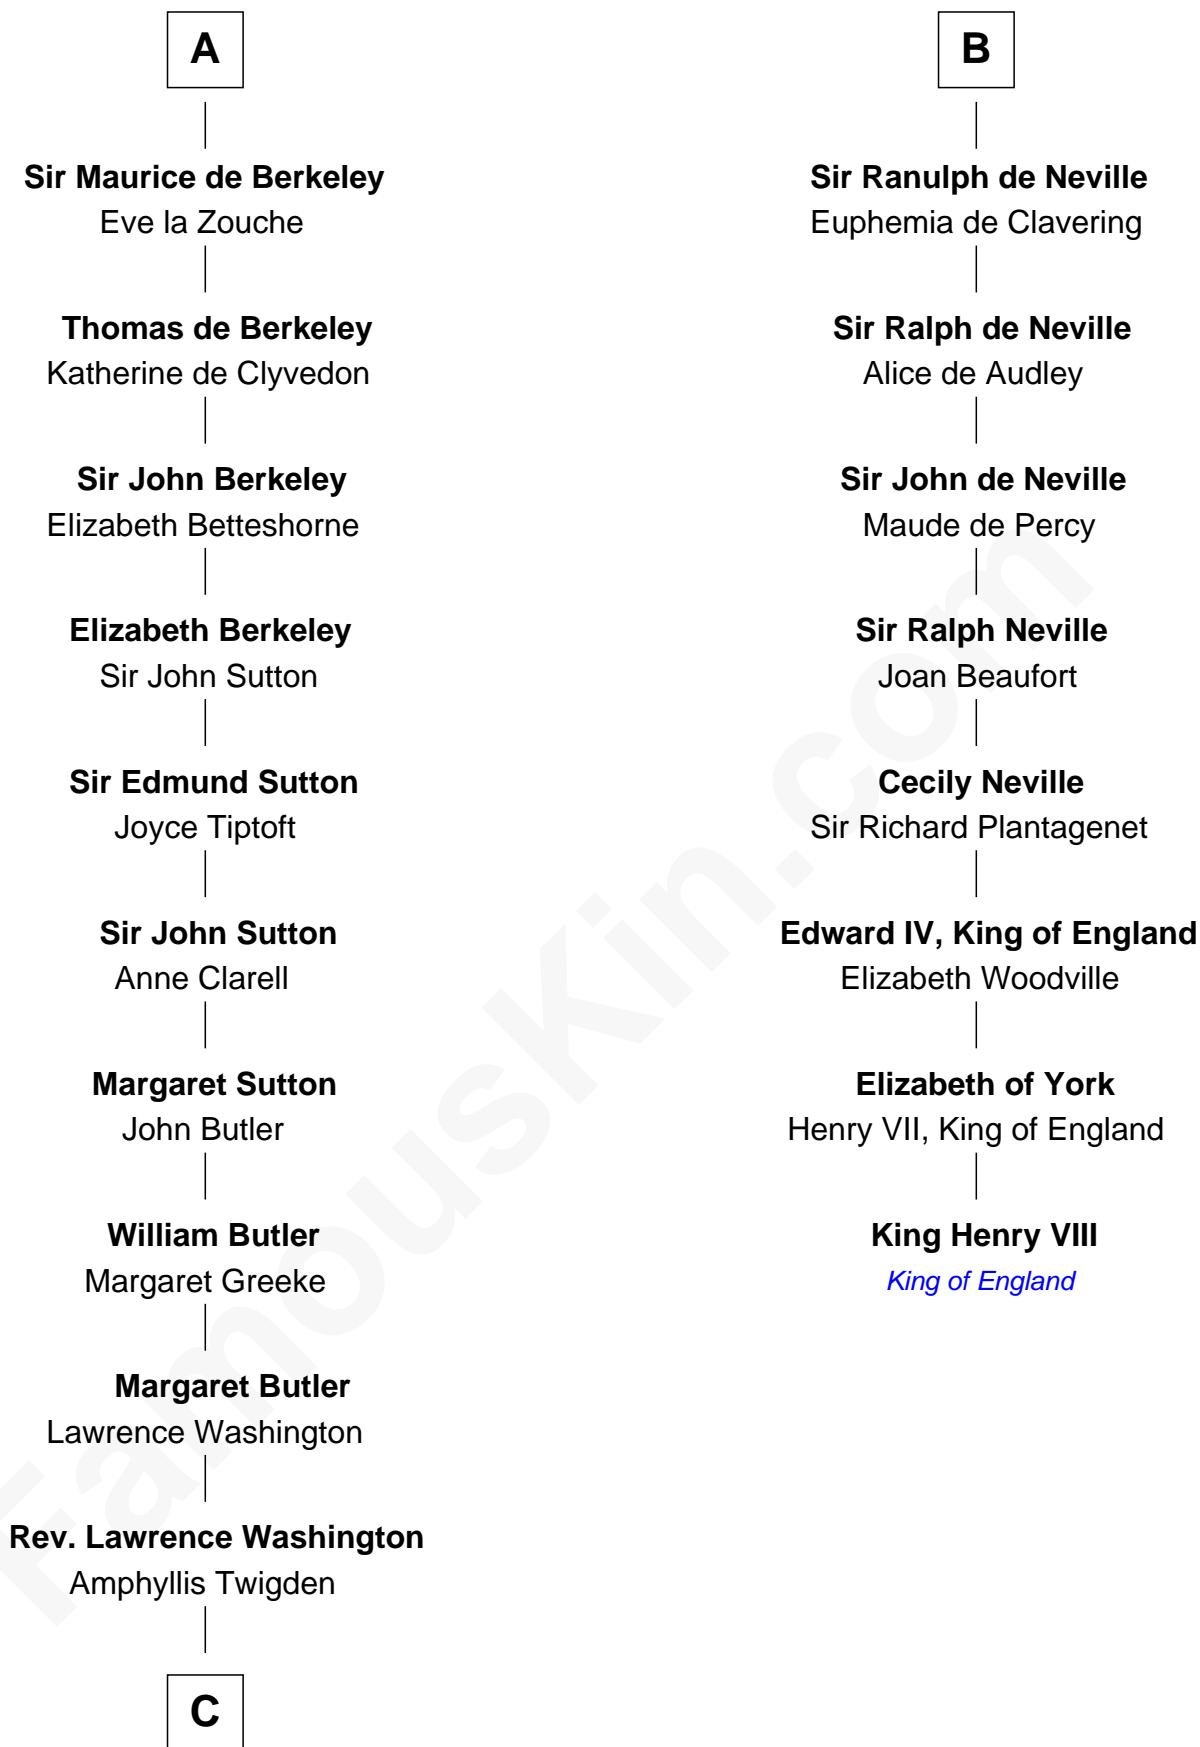 A
Sir Maurice de Berkeley
Eve la Zouche
Thomas de Berkeley
Katherine de Clyvedon
Sir John Berkeley
Elizabeth Betteshorne
Elizabeth Berkeley
Sir John Sutton
Sir Edmund Sutton
Joyce Tiptoft
Sir John Sutton
Anne Clarell
Margaret Sutton
John Butler
William Butler
Margaret Greeke
Margaret Butler
Lawrence Washington
Rev. Lawrence Washington
Amphyllis Twigden
C
B
Sir Ranulph de Neville
Euphemia de Clavering
Sir Ralph de Neville
Alice de Audley
Sir John de Neville
Maude de Percy
Sir Ralph Neville
Joan Beaufort
Cecily Neville
Sir Richard Plantagenet
Edward IV, King of England
Elizabeth Woodville
Elizabeth of York
Henry VII, King of England
King Henry VIII
King of England
FamousKin.com